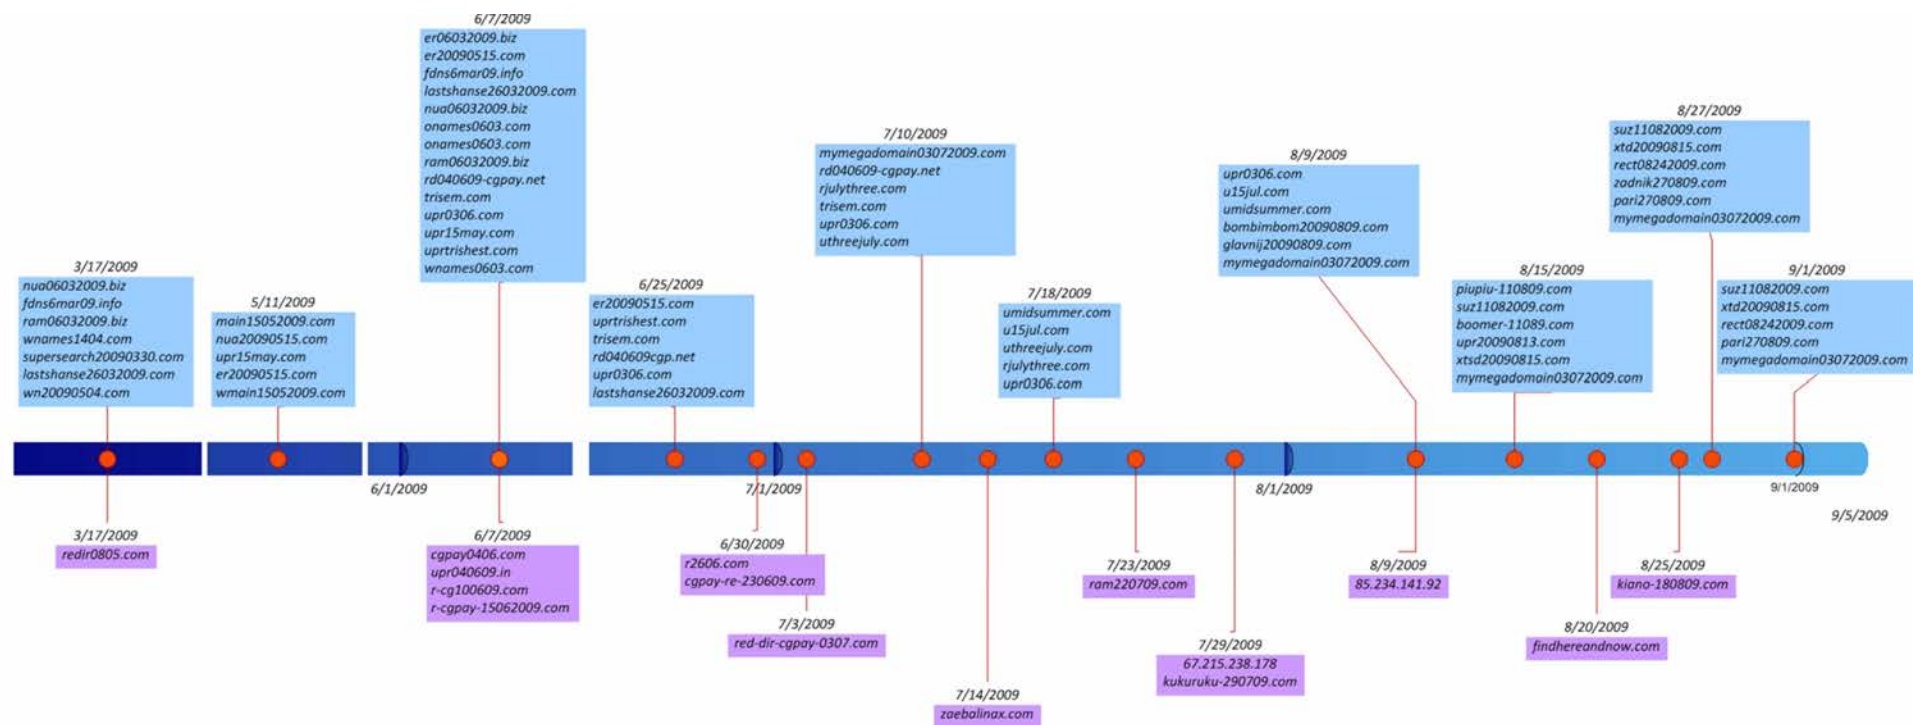 6/7/2009
er06032009.biz
er20090515.com
fdns6mar09.info
lastshanse26032009.com
nua06032009.biz
onames0603.com
onames0603.com
ram06032009.biz
rd040609-cgpay.net
trisem.com
upr0306.com
upr15may.com
uprtrishest.com
wnames0603.com
3/17/2009
nua06032009.biz
fdns6mar09.info
ram06032009.biz
wnames1404.com
supersearch20090330.com
lastshanse26032009.com
wn20090504.com
5/11/2009
main15052009.com
nua20090515.com
upr15may.com
er20090515.com
wmain15052009.com
6/25/2009
er20090515.com
uprtrishest.com
trisem.com
rd040609cgp.net
upr0306.com
lastshanse26032009.com
7/10/2009
mymegadomain03072009.com
rd040609-cgpay.net
rjulythree.com
trisem.com
upr0306.com
uthreejuly.com
7/18/2009
umidsummer.com
u15jul.com
uthreejuly.com
rjulythree.com
upr0306.com
8/9/2009
upr0306.com
u15jul.com
umidsummer.com
bombimbom20090809.com
glavnij20090809.com
mymegadomain03072009.com
8/15/2009
piupiu-110809.com
suz11082009.com
boomer-11089.com
upr20090813.com
xtsd20090815.com
mymegadomain03072009.com
8/27/2009
suz11082009.com
xtd20090815.com
rect08242009.com
zadnik270809.com
pari270809.com
mymegadomain03072009.com
9/1/2009
suz11082009.com
xtd20090815.com
rect08242009.com
pari270809.com
mymegadomain03072009.com
6/1/2009
7/1/2009
8/1/2009
9/1/2009
9/5/2009
3/17/2009
redir0805.com
6/7/2009
cgpay0406.com
upr040609.in
r-cg100609.com
r-cgpay-15062009.com
6/30/2009
r2606.com
cgpay-re-230609.com
7/3/2009
red-dir-cgpay-0307.com
7/14/2009
zaebalinax.com
7/23/2009
ram220709.com
7/29/2009
67.215.238.178
kukuruku-290709.com
8/9/2009
85.234.141.92
8/20/2009
findhereandnow.com
8/25/2009
kiano-180809.com